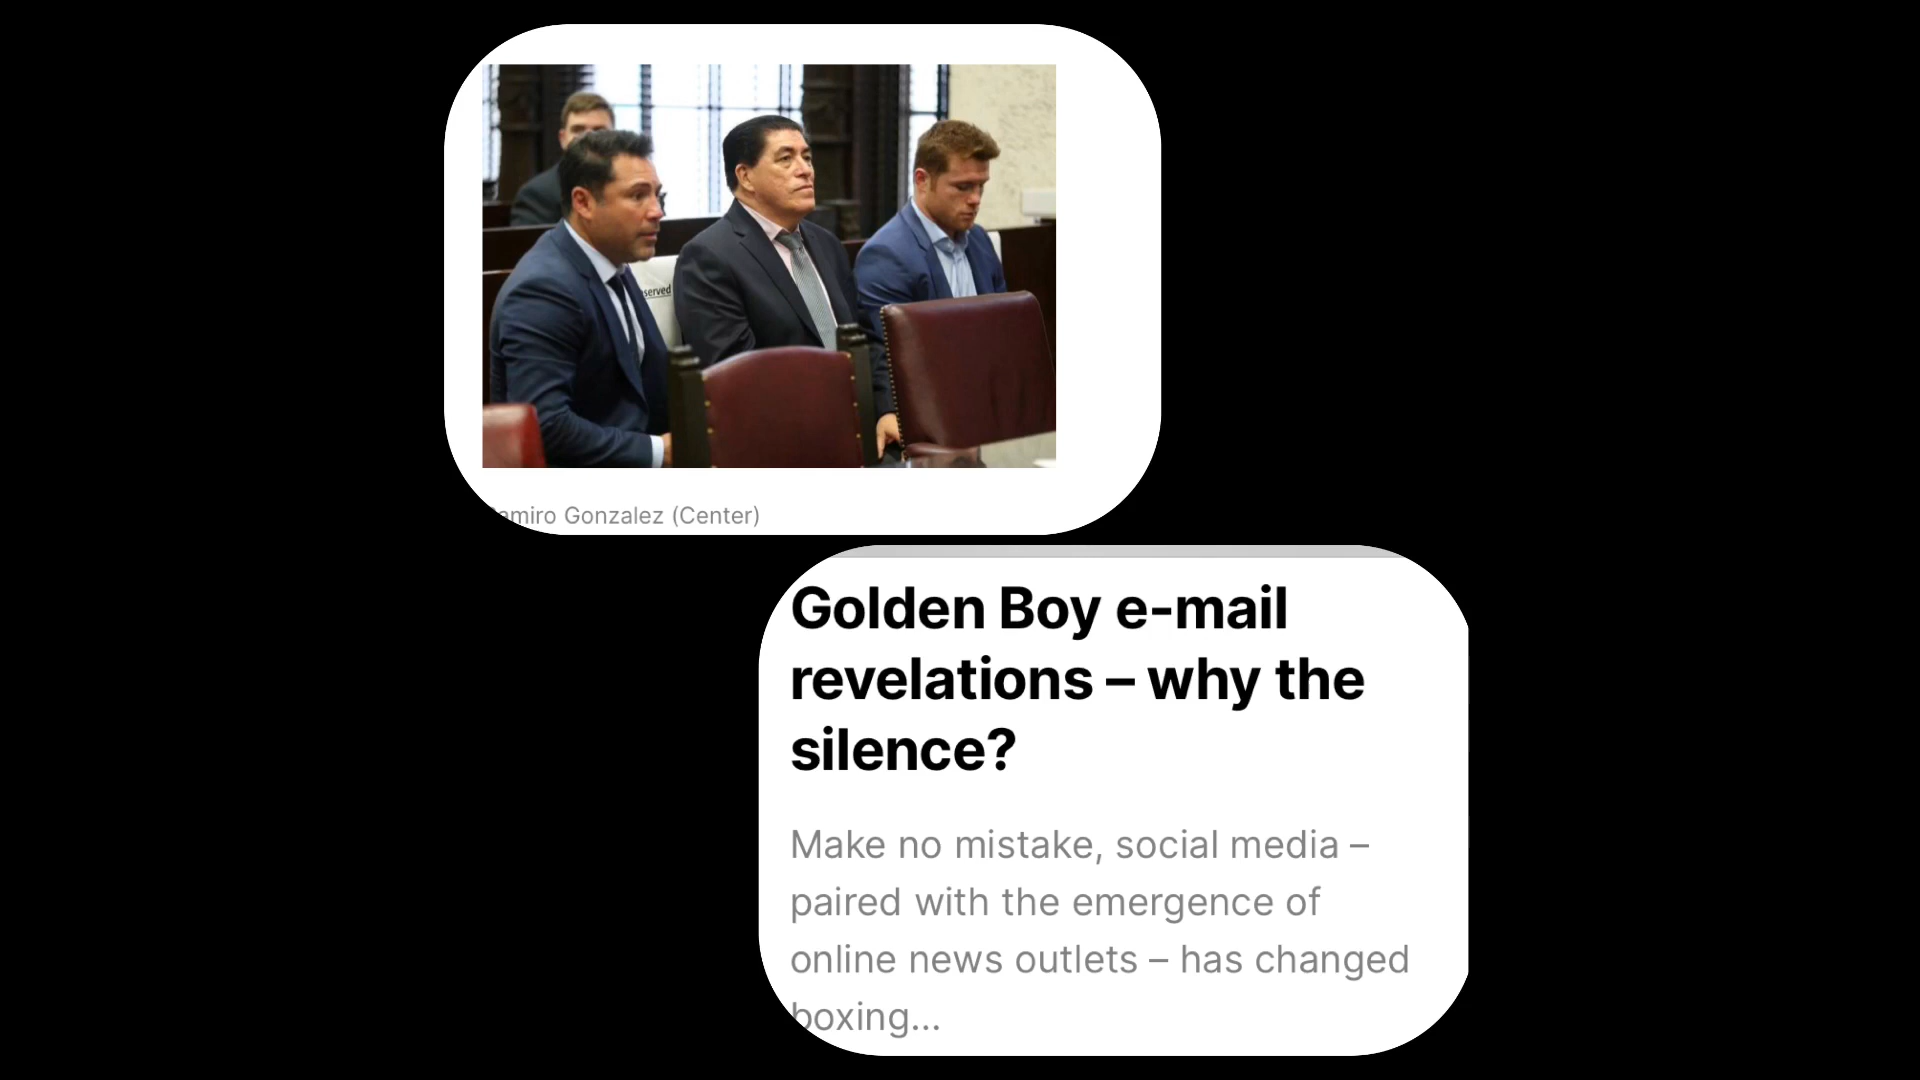 served
amiro Gonzalez (Center)
Golden Boy e-mail
revelations – why the
silence?
Make no mistake, social media –
paired with the emergence of
online news outlets – has changed
boxing...